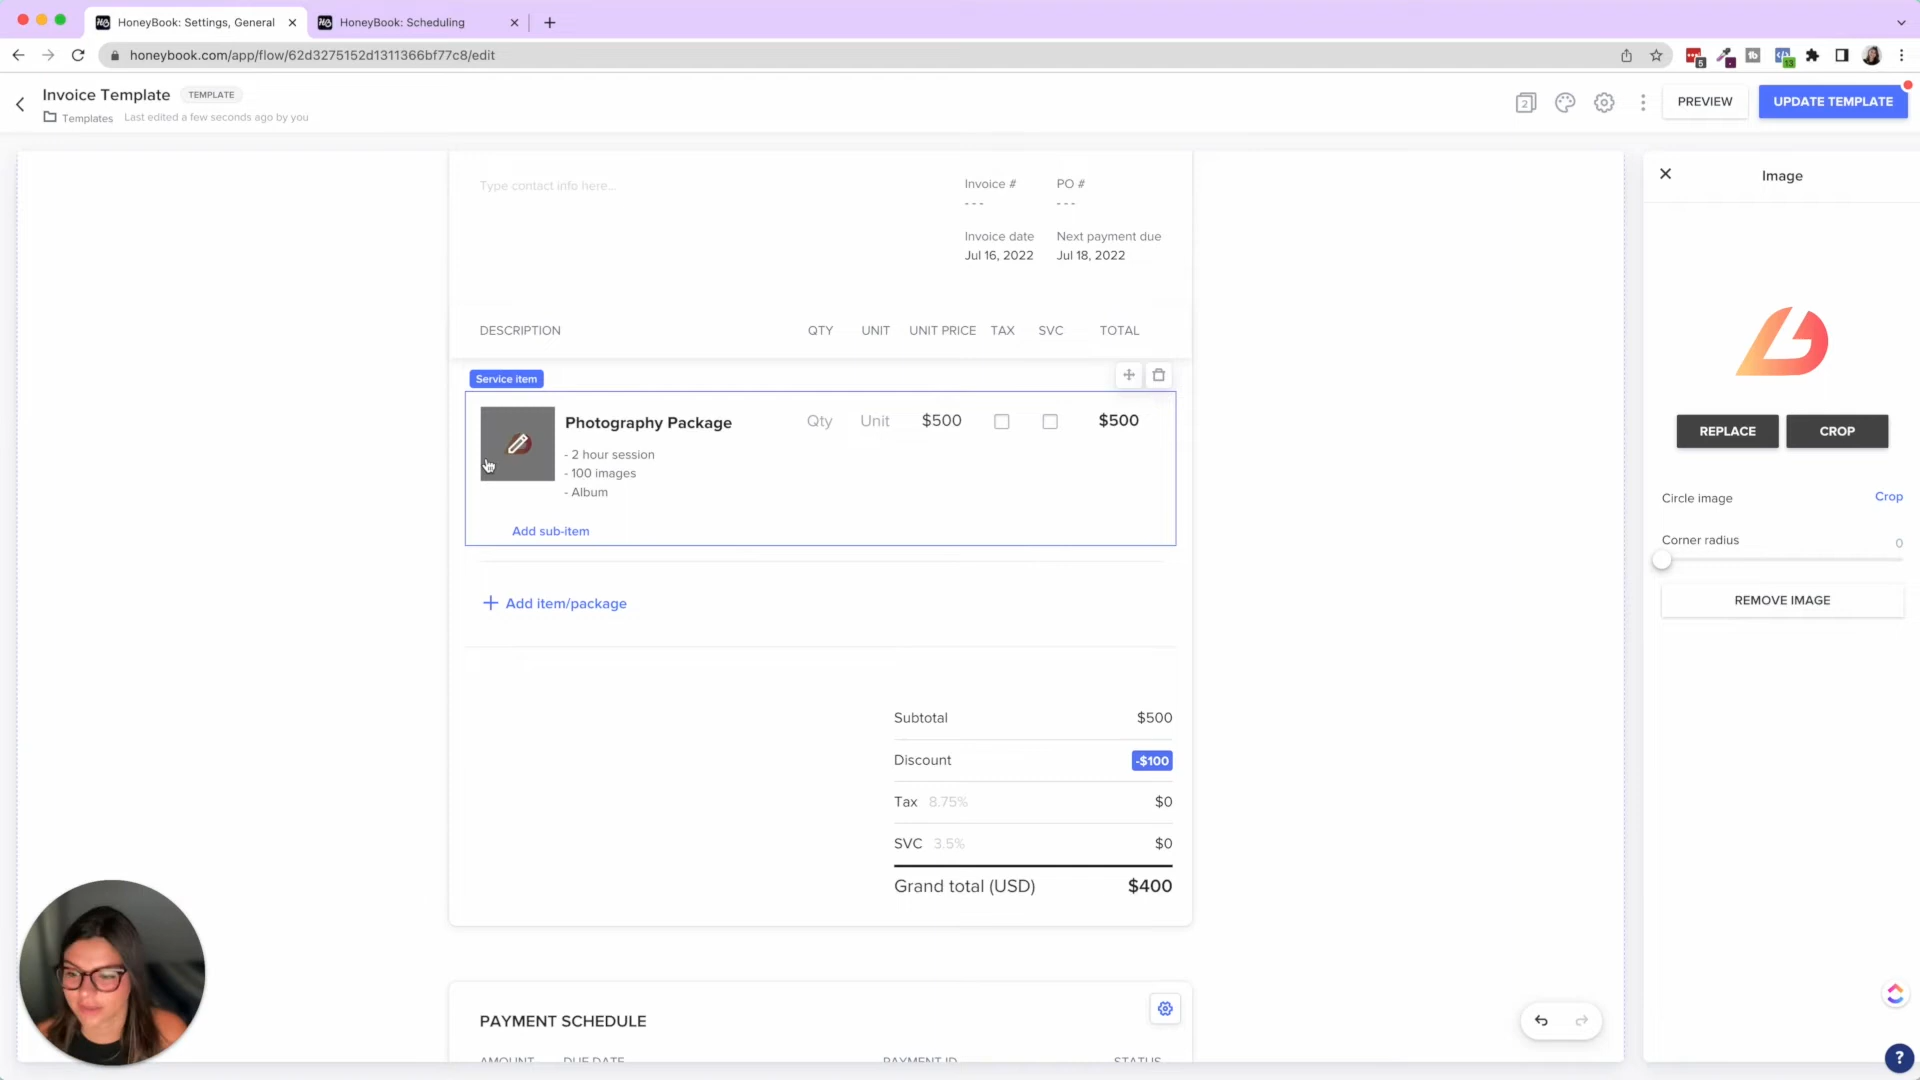 HoneyBook: Settings, General
HoneyBook: Scheduling
honeybook.com/app/flow/62d3275152d1311366bf77c8/edit
5
13
Invoice Template TEMPLATE
Templates Last edited a few seconds ago by you
2
PREVIEW
UPDATE TEMPLATE
Type contact info here...
Invoice # PO #
--- ---
Invoice date Next payment due
Jul 16, 2022 Jul 18, 2022
DESCRIPTION QTY UNIT UNIT PRICE TAX SVC TOTAL
Service item
Photography Package Qty Unit $500 $500
- 2 hour session
- 100 images
- Album
Add sub-item
+ Add item/package
Subtotal $500
Discount -$100
Tax 8.75% $0
SVC 3.5% $0
Grand total (USD) $400
PAYMENT SCHEDULE
AMOUNT DUE DATE PAYMENT ID STATUS
Image
REPLACE CROP
Circle image Crop
Corner radius 0
REMOVE IMAGE
?